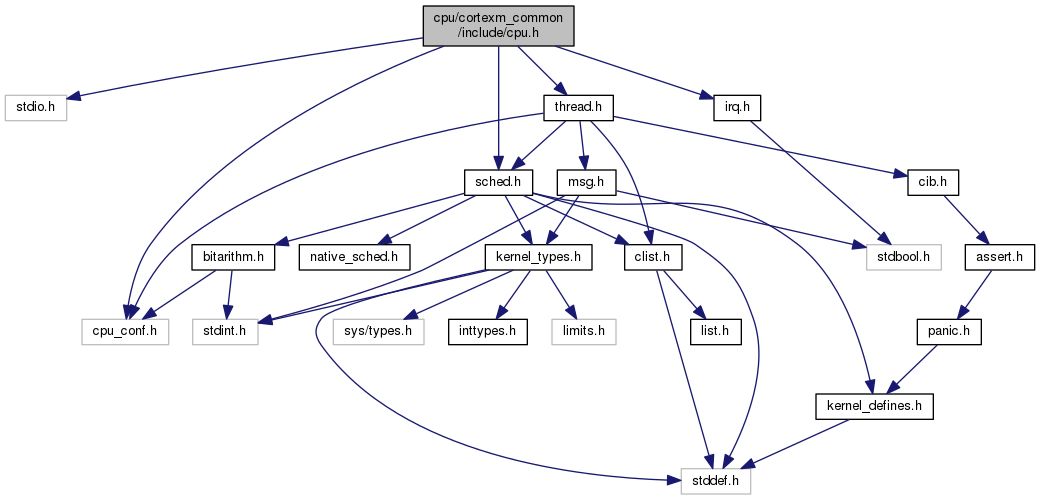 cpu/cortexm_common
/include/cpu.h
stdio.h
thread.h
irq.h
sched.h
msg.h
cib.h
bitarithm.h
native_sched.h
kernel_types.h
clist.h
stdbool.h
assert.h
cpu_conf.h
stdint.h
sys/types.h
inttypes.h
limits.h
list.h
panic.h
kernel_defines.h
stddef.h